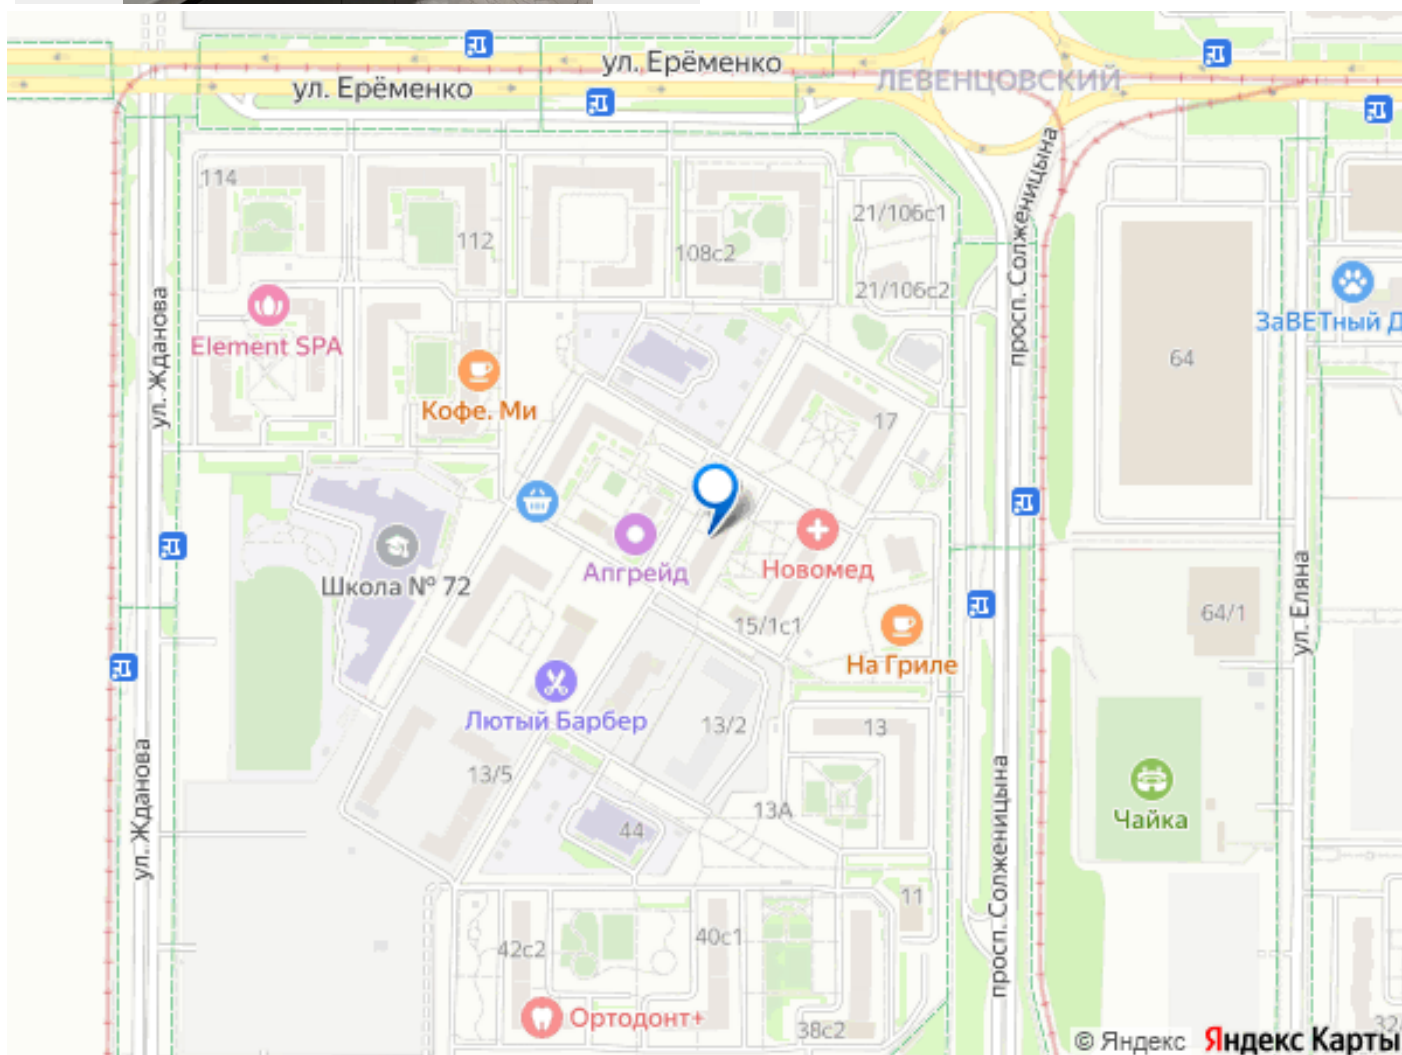 ул. Ерёменко
ул. Ерёменко
ЛЕВЕНЦОВСКИЙ
114
112
108с2
21/106с1
21/106с2
просп. Солженицына
ул. Жданова
Element SPA
Кофе. Ми
17
64
ЗаВЕТный Д
Школа № 72
Апгрейд
Новомед
15/1с1
На Гриле
64/1
ул. Еляна
Лютый Барбер
13/2
13
13/5
13А
44
Чайка
ул. Жданова
просп. Солженицына
11
42с2
40с1
Ортодонт+
38с2
32
© Яндекс Яндекс Карты